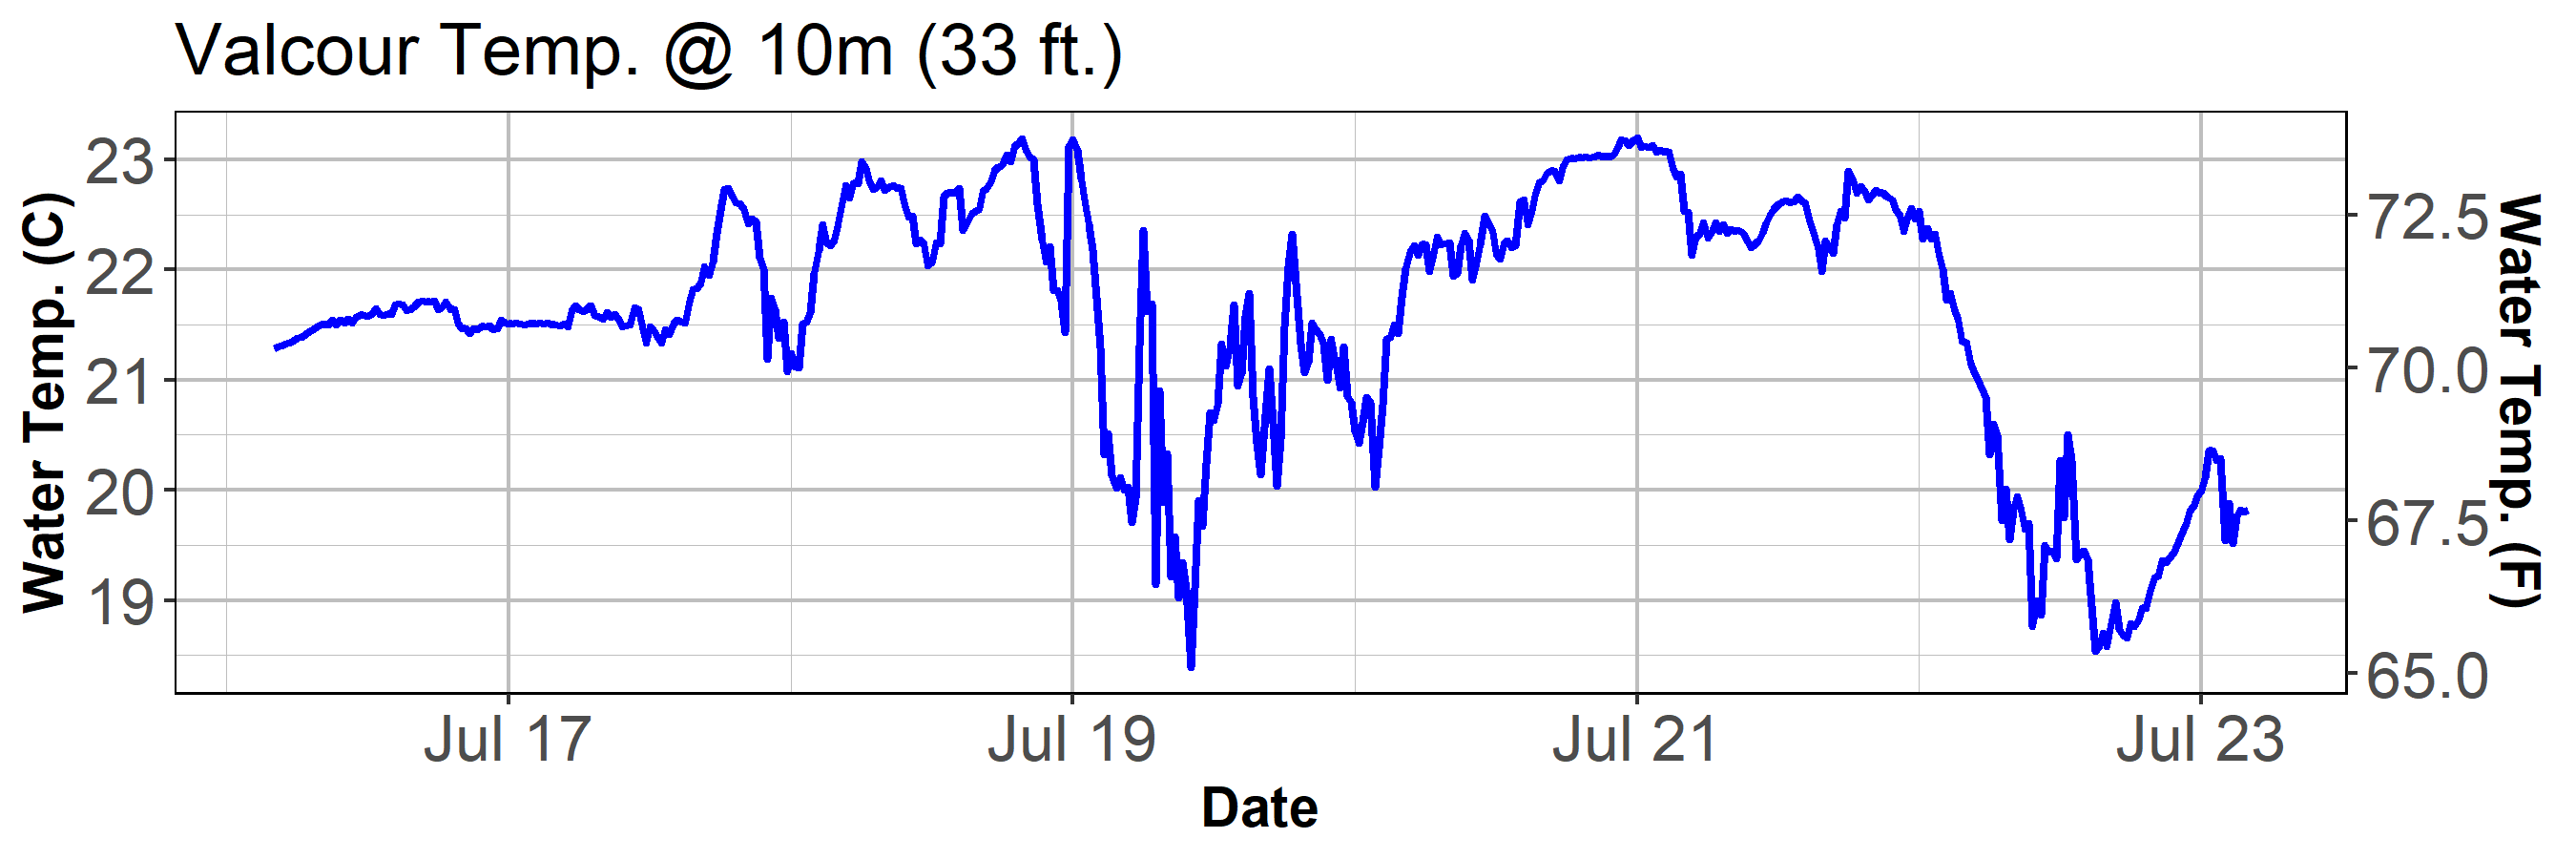 Valcour Temp. @ 10m (33 ft.)
Water Temp. (C)
23
22
21
20
19
72.5
70.0
67.5
65.0
Water Temp. (F)
Jul 17
Jul 19
Jul 21
Jul 23
Date